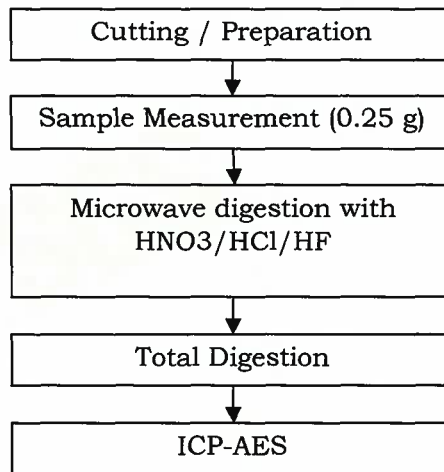 Cutting / Preparation
Sample Measurement (0.25 g)
Microwave digestion with
HNO3/HCl/HF
Total Digestion
ICP-AES